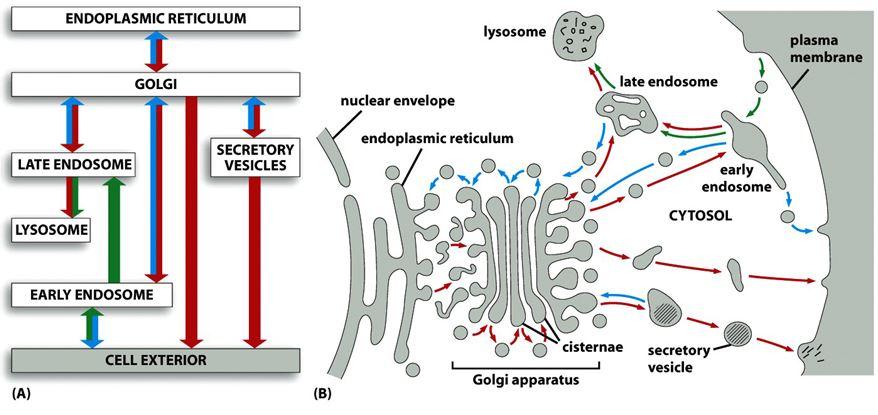 ENDOPLASMIC RETICULUM
GOLGI
LATE ENDOSOME
SECRETORY
VESICLES
LYSOSOME
EARLY ENDOSOME
CELL EXTERIOR
(A)
lysosome
plasma
membrane
late endosome
nuclear envelope
endoplasmic reticulum
early
endosome
CYTOSOL
cisternae
secretory
vesicle
Golgi apparatus
(B)